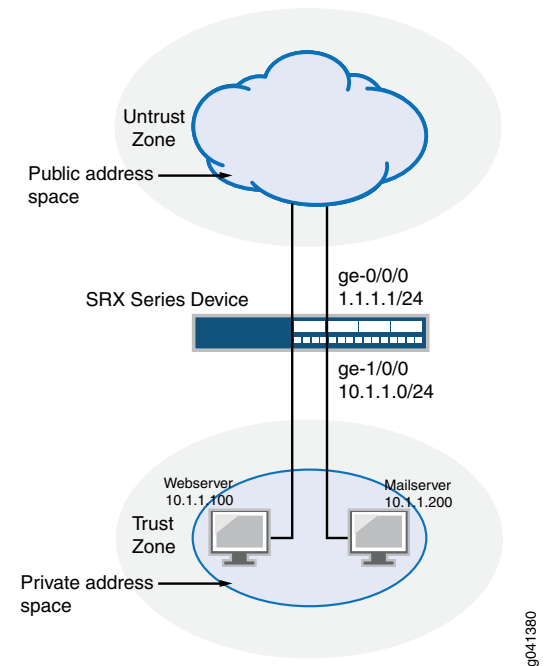 Untrust
Zone
Public address
space
ge-0/0/0
1.1.1.1/24
SRX Series Device
ge-1/0/0
10.1.1.0/24
Webserver
10.1.1.100
Mailserver
10.1.1.200
Trust
Zone
Private address
space
g041380